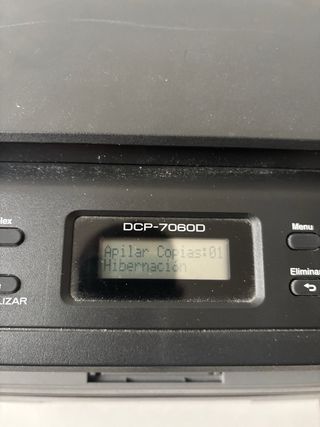 DCP-7060D
lex
Menu
Apilar Copias:01
Hibernación
Eliminar
LIZAR